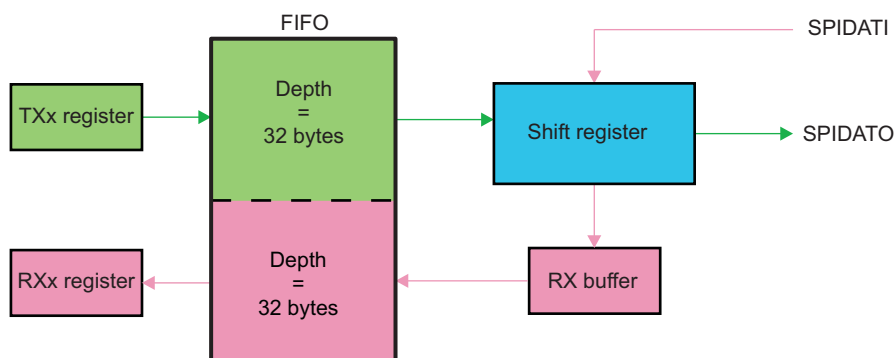 FIFO
SPIDATI
TXx register
Depth
=
32 bytes
Shift register
SPIDATO
RXx register
Depth
=
32 bytes
RX buffer